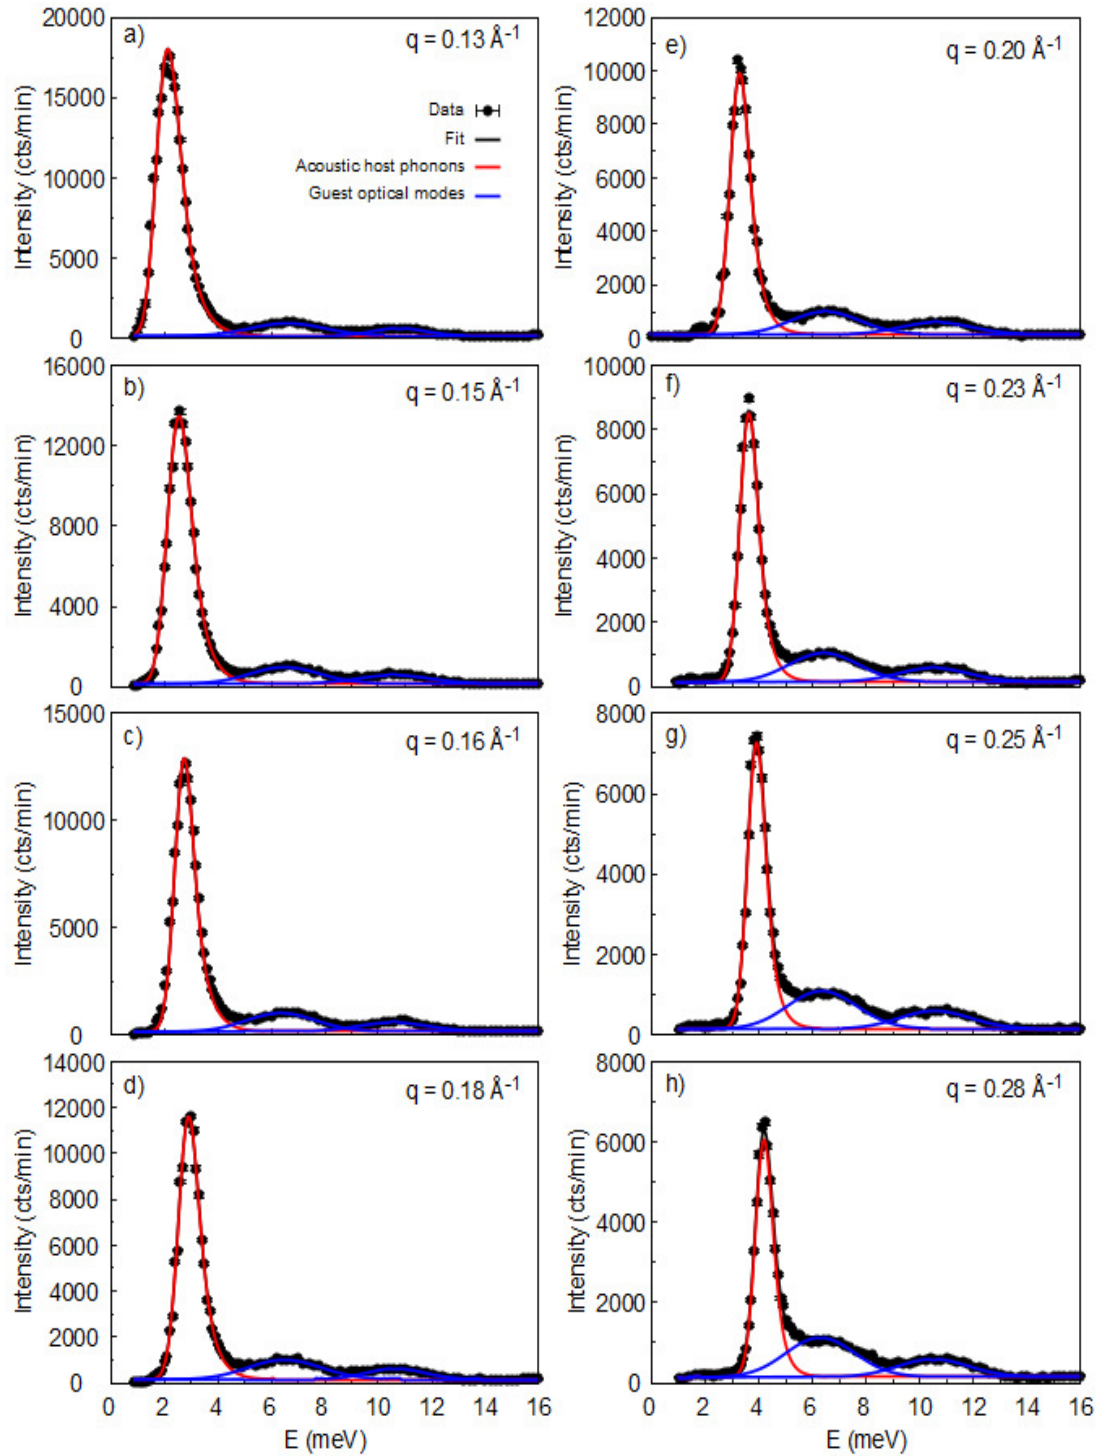 a)
q = 0.13 Å-1
Data
Fit
Acoustic host phonons
Guest optical modes
Intensity (cts/min)
20000
15000
10000
5000
0
e)
q = 0.20 Å-1
Intensity (cts/min)
12000
10000
8000
6000
4000
2000
0
b)
q = 0.15 Å-1
Intensity (cts/min)
16000
12000
8000
4000
0
f)
q = 0.23 Å-1
Intensity (cts/min)
10000
8000
6000
4000
2000
0
c)
q = 0.16 Å-1
Intensity (cts/min)
15000
10000
5000
0
g)
q = 0.25 Å-1
Intensity (cts/min)
8000
6000
4000
2000
0
d)
q = 0.18 Å-1
Intensity (cts/min)
14000
12000
10000
8000
6000
4000
2000
0
0 2 4 6 8 10 12 14 16
E (meV)
h)
q = 0.28 Å-1
Intensity (cts/min)
8000
6000
4000
2000
0
0 2 4 6 8 10 12 14 16
E (meV)